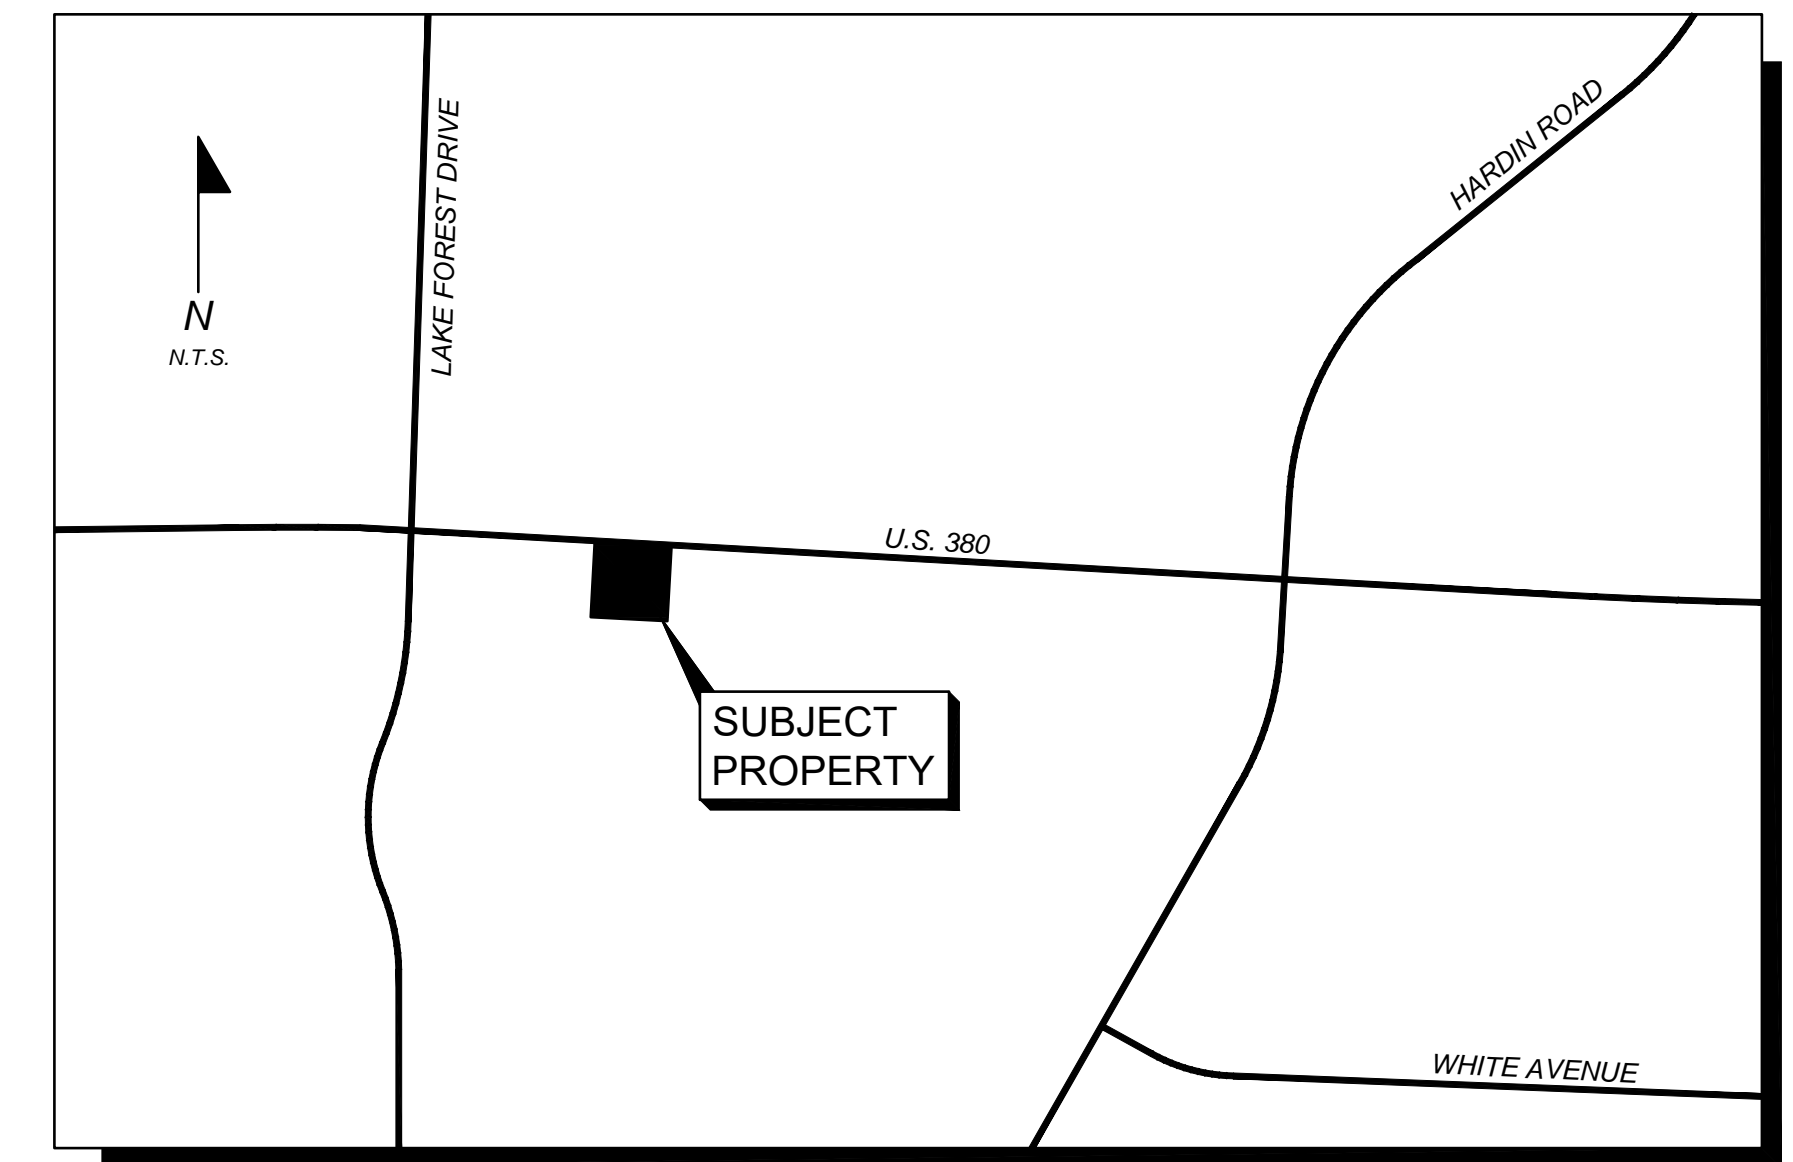 LAKE FOREST DRIVE
HARDIN ROAD
N
N.T.S.
U.S. 380
SUBJECT
PROPERTY
WHITE AVENUE